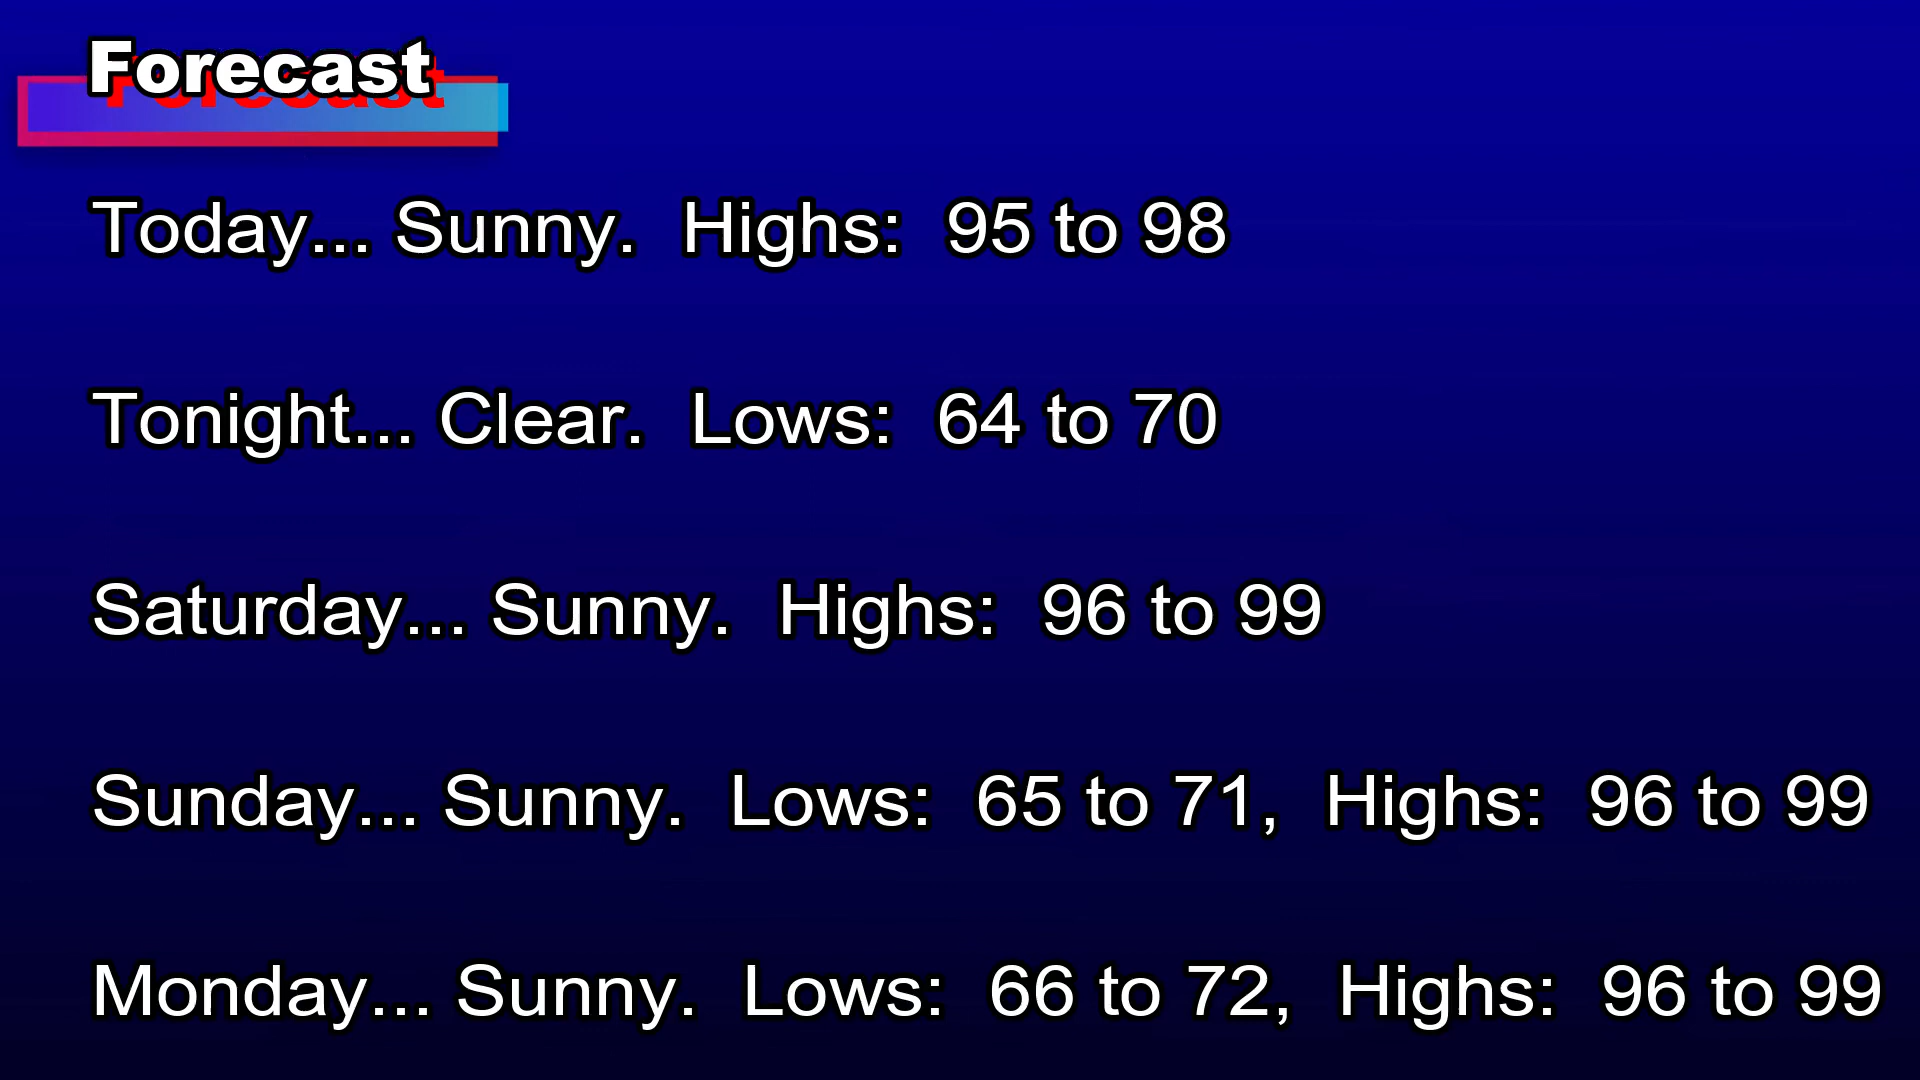 Forecast
Today... Sunny.  Highs:  95 to 98
Tonight... Clear.  Lows:  64 to 70
Saturday... Sunny.  Highs:  96 to 99
Sunday... Sunny.  Lows:  65 to 71,  Highs:  96 to 99
Monday... Sunny.  Lows:  66 to 72,  Highs:  96 to 99